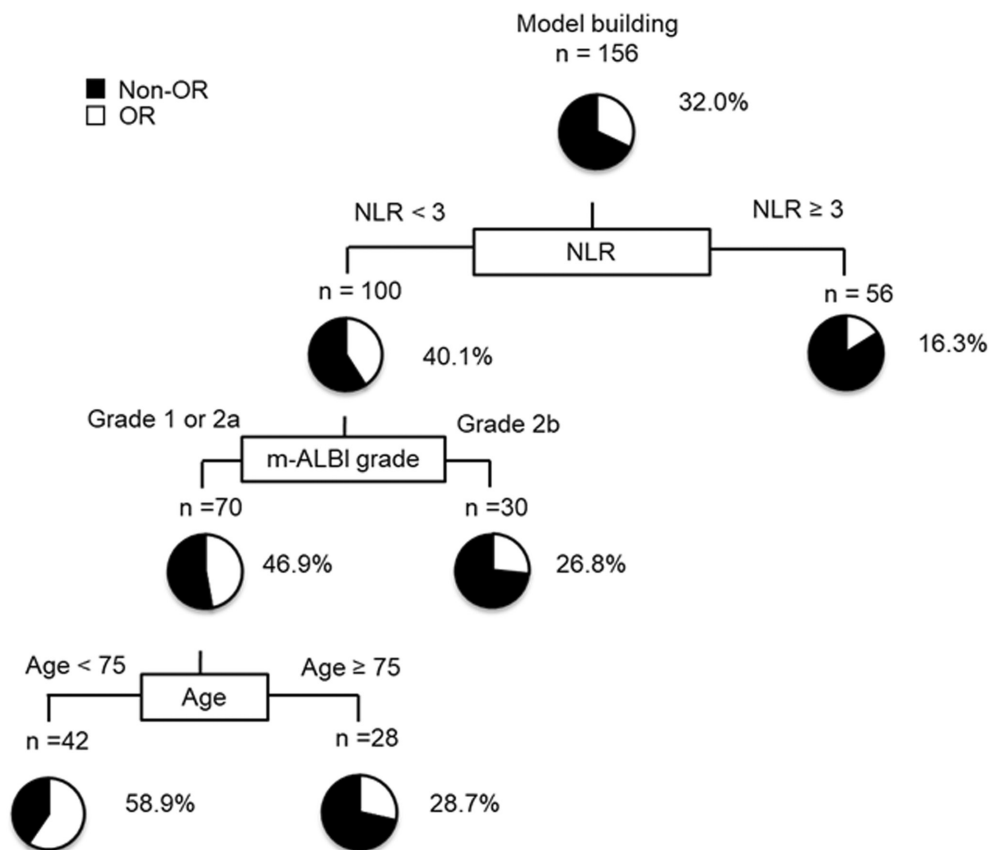 Model building
n = 156
Non-OR
OR
32.0%
NLR < 3
NLR ≥ 3
NLR
n = 100
n = 56
40.1%
16.3%
Grade 1 or 2a
Grade 2b
m-ALBI grade
n =70
n =30
46.9%
26.8%
Age < 75
Age ≥ 75
Age
n =42
n =28
58.9%
28.7%